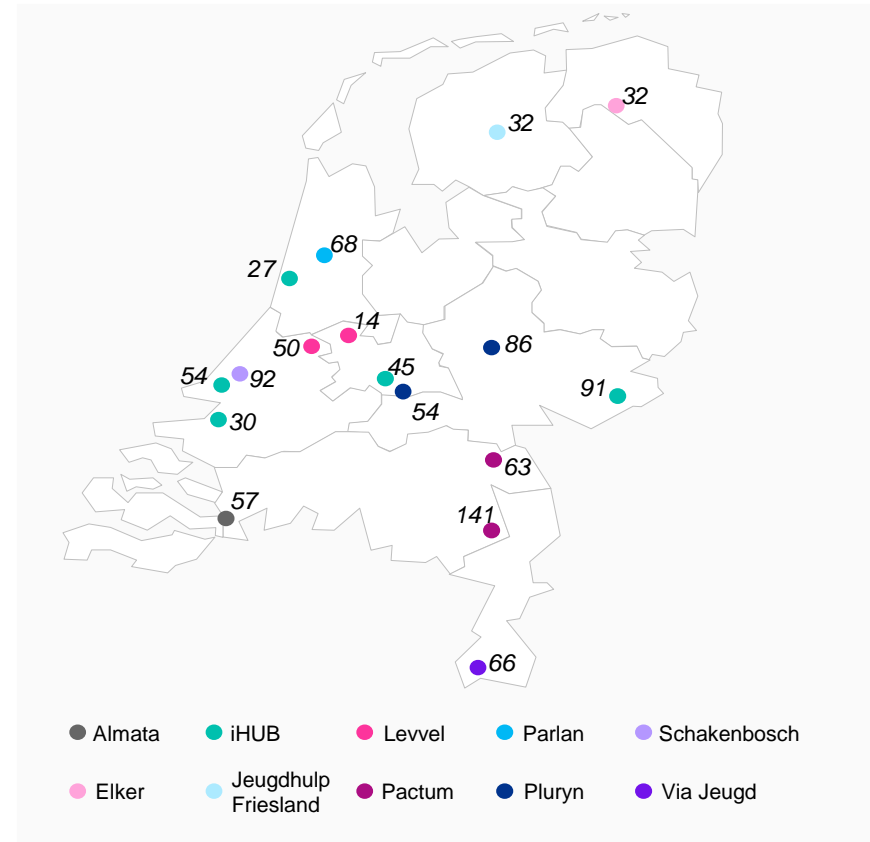 32
32
68
27
14
50
86
45
54
92
91
54
30
63
57
141
66
Almata
iHUB
Levvel
Parlan
Schakenbosch
Elker
Jeugdhulp
Friesland
Pactum
Pluryn
Via Jeugd